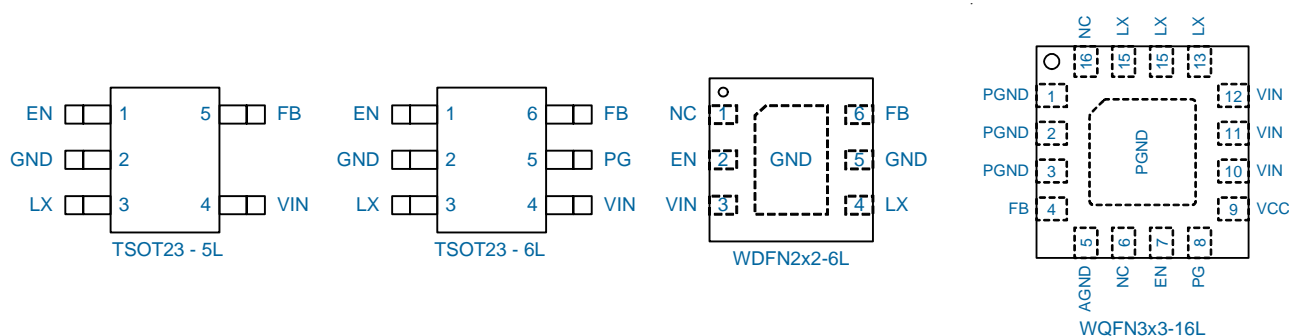 EN 1 5 FB
GND 2
LX 3 4 VIN
TSOT23 - 5L
EN 1 6 FB
GND 2 5 PG
LX 3 4 VIN
TSOT23 - 6L
NC 1 6 FB
EN 2 GND 5 GND
VIN 3 4 LX
WDFN2x2-6L
NC LX LX LX
16 15 15 13
PGND 1 12 VIN
PGND 2 11 VIN
PGND
PGND 3 10 VIN
FB 4 9 VCC
5 6 7 8
AGND NC EN PG
WQFN3x3-16L